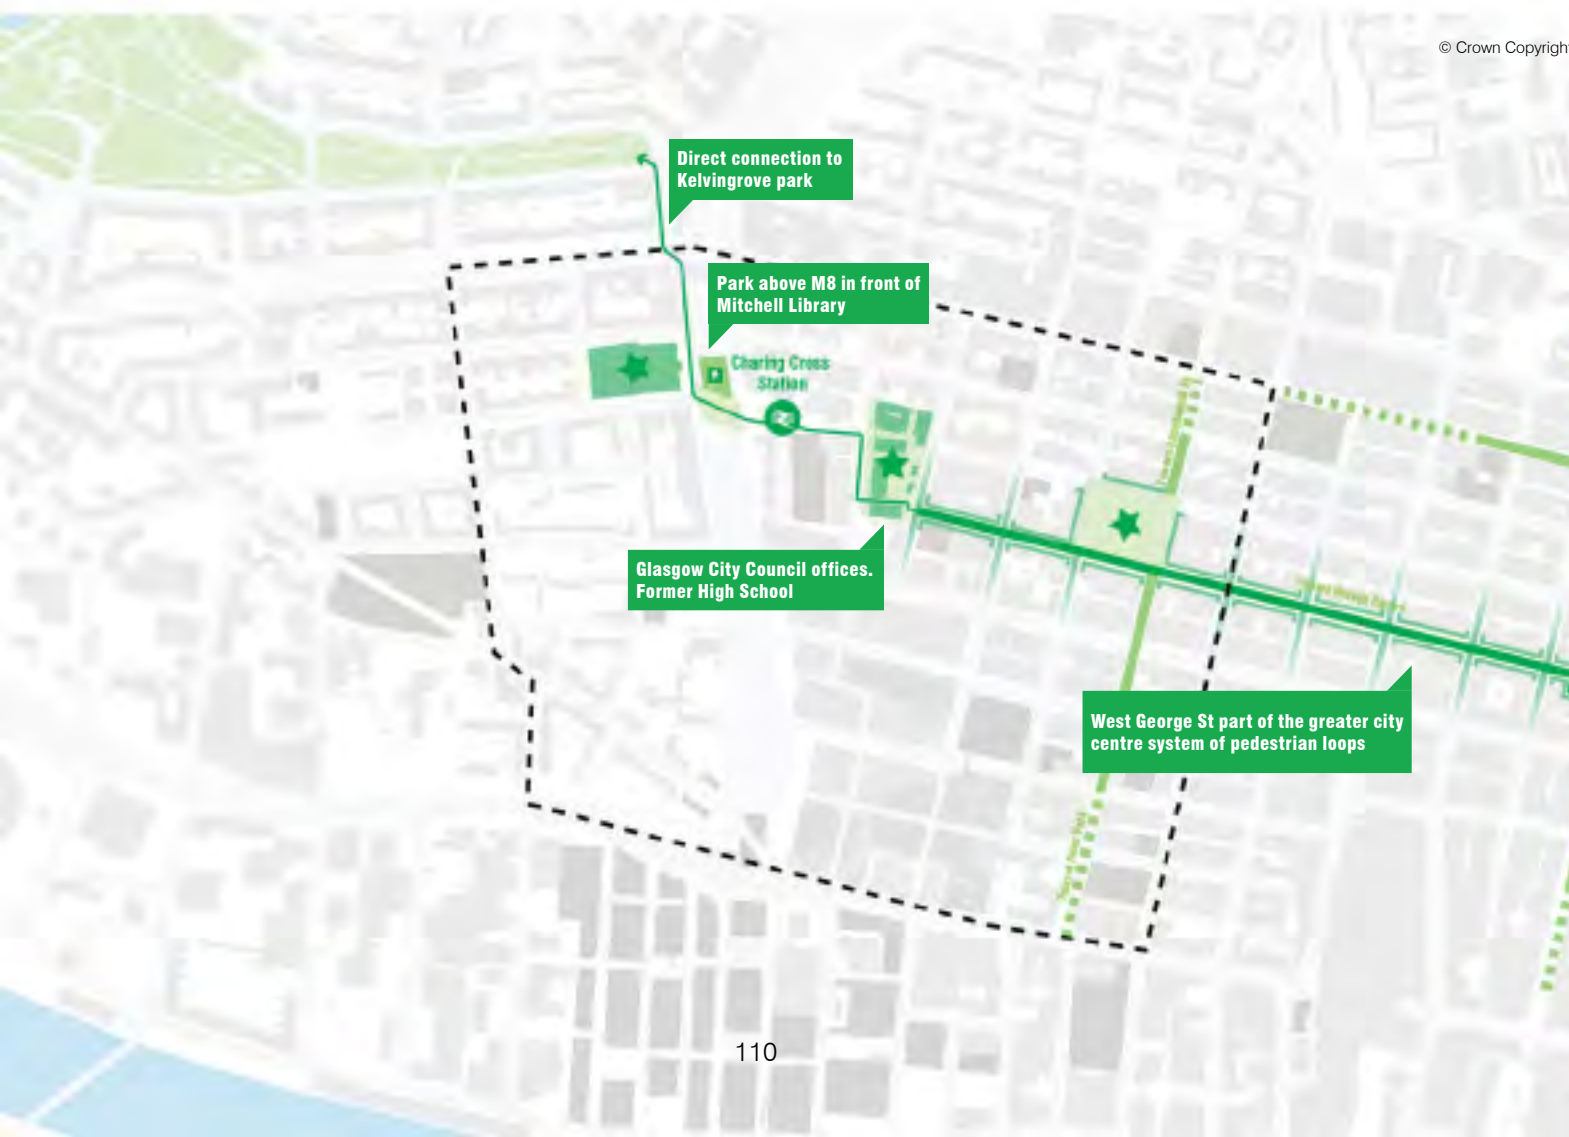 © Crown Copyright
Direct connection to
Kelvingrove park
Park above M8 in front of
Mitchell Library
Charing Cross
Station
Glasgow City Council offices.
Former High School
West George St part of the greater city
centre system of pedestrian loops
110